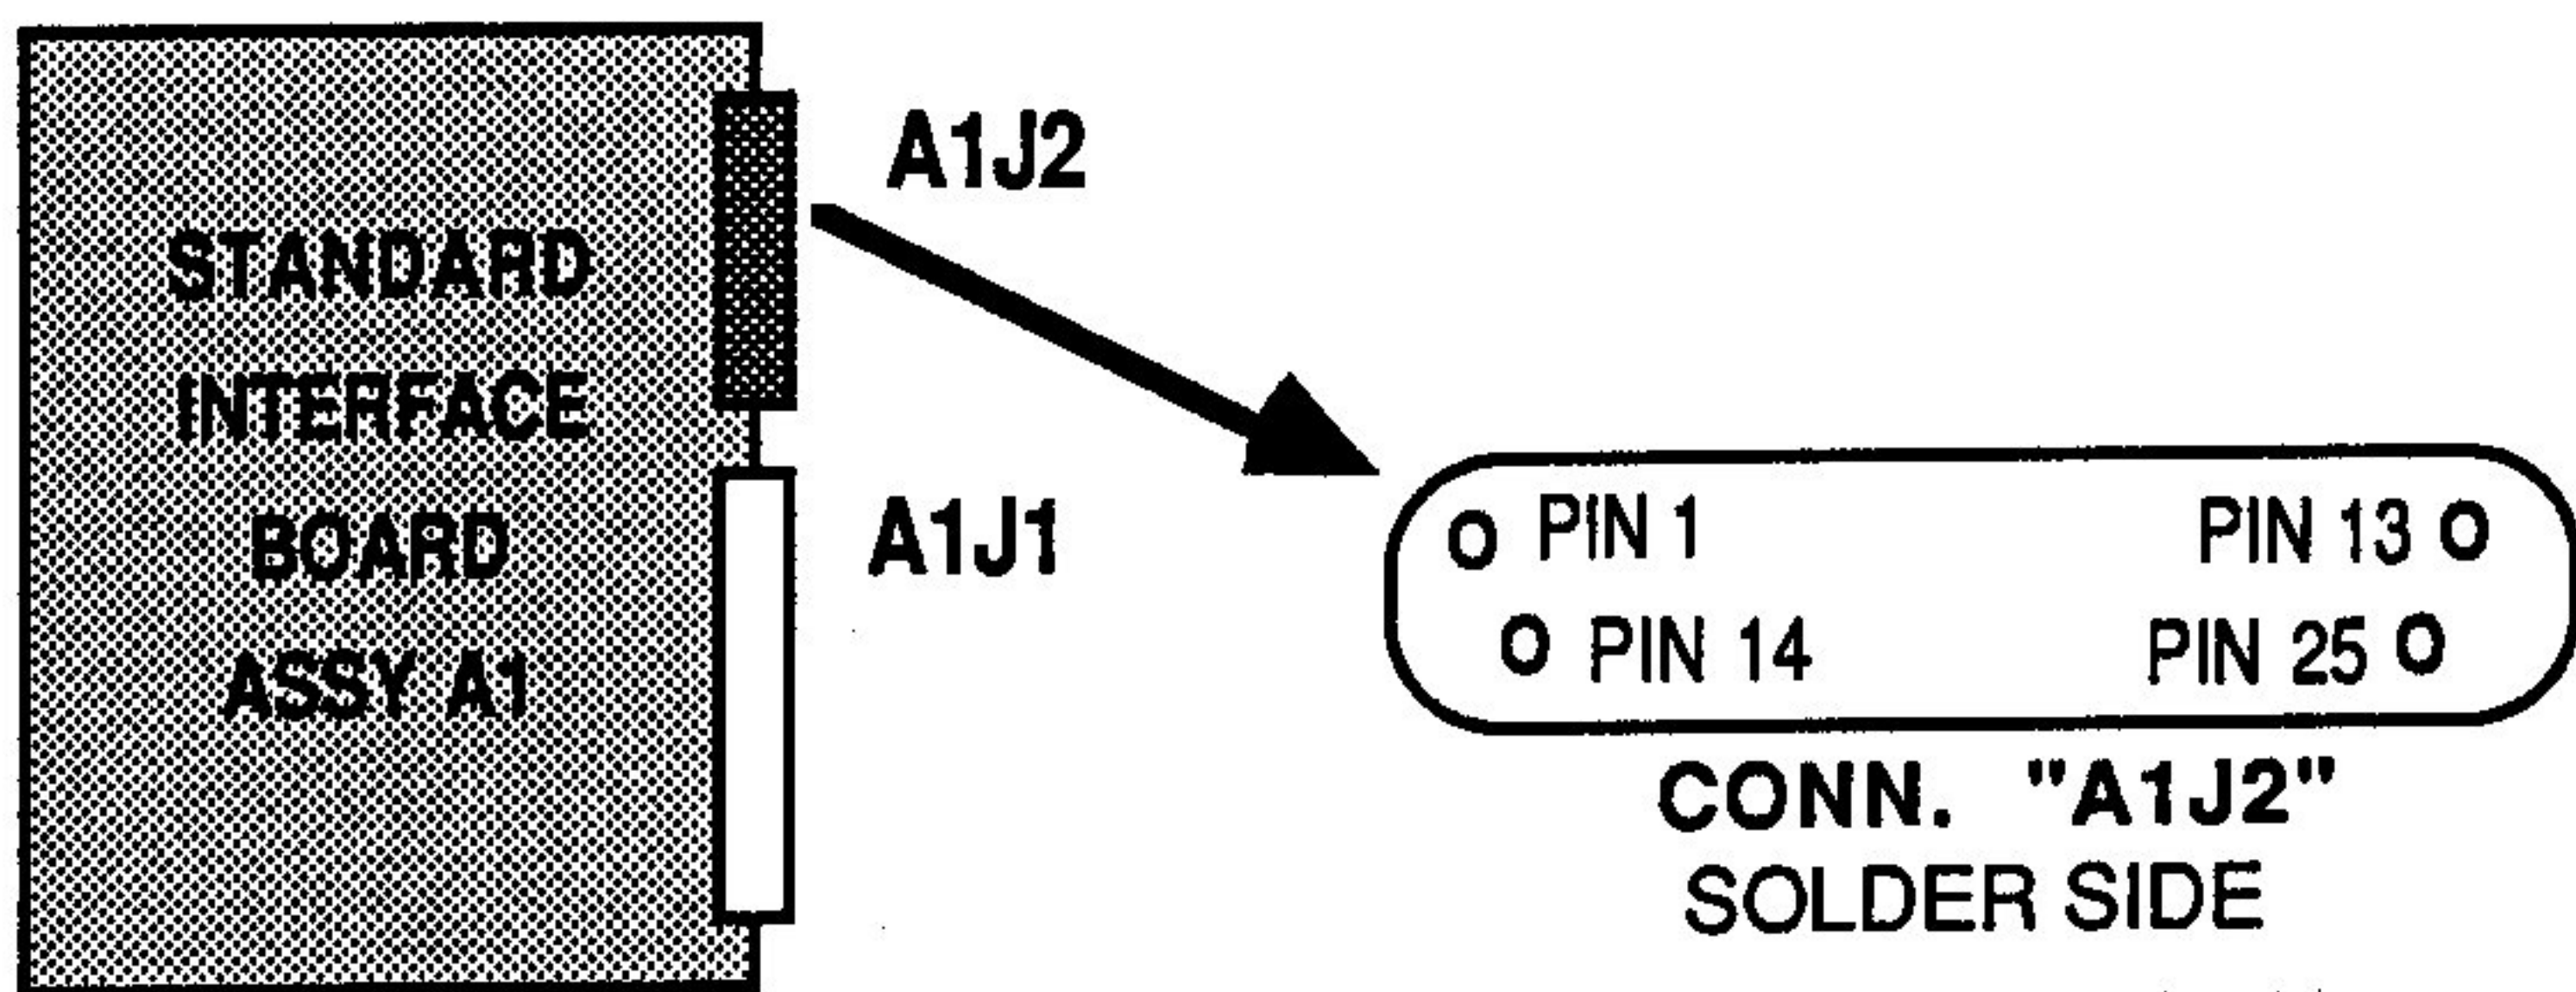 STANDARD
INTERFACE
BOARD
ASSY A1
A1J2
A1J1
PIN 1 PIN 13
PIN 14 PIN 25
CONN. "A1J2"
SOLDER SIDE